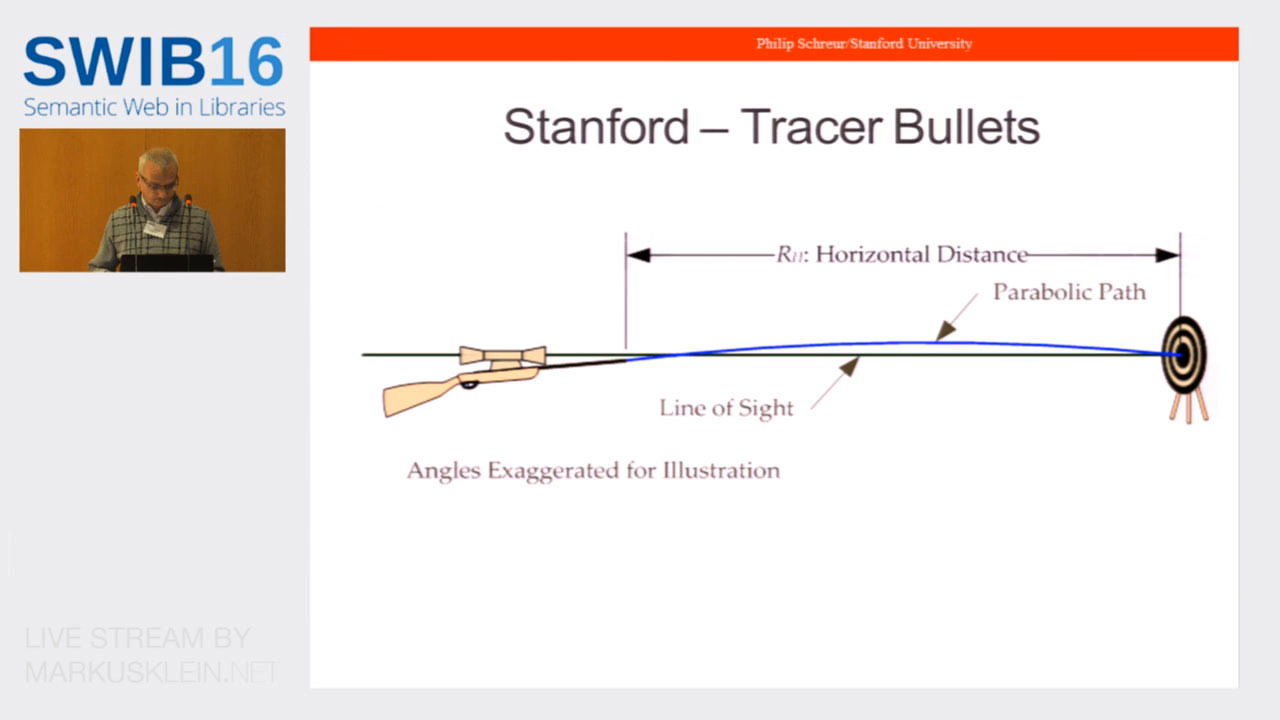 SWIB16
Semantic Web in Libraries
Philip Schreur/Stanford University
Stanford – Tracer Bullets
RH: Horizontal Distance
Parabolic Path
Line of Sight
Angles Exaggerated for Illustration
LIVE STREAM BY
MARKUSKLEIN.NET